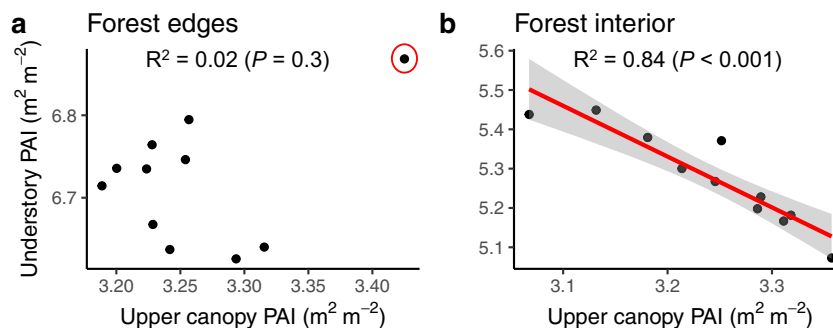 a Forest edges
R² = 0.02 (P = 0.3)
Understory PAI (m² m⁻²)
6.8
6.7
3.20 3.25 3.30 3.35 3.40
Upper canopy PAI (m² m⁻²)
b Forest interior
R² = 0.84 (P < 0.001)
5.6
5.5
5.4
5.3
5.2
5.1
3.1 3.2 3.3
Upper canopy PAI (m² m⁻²)